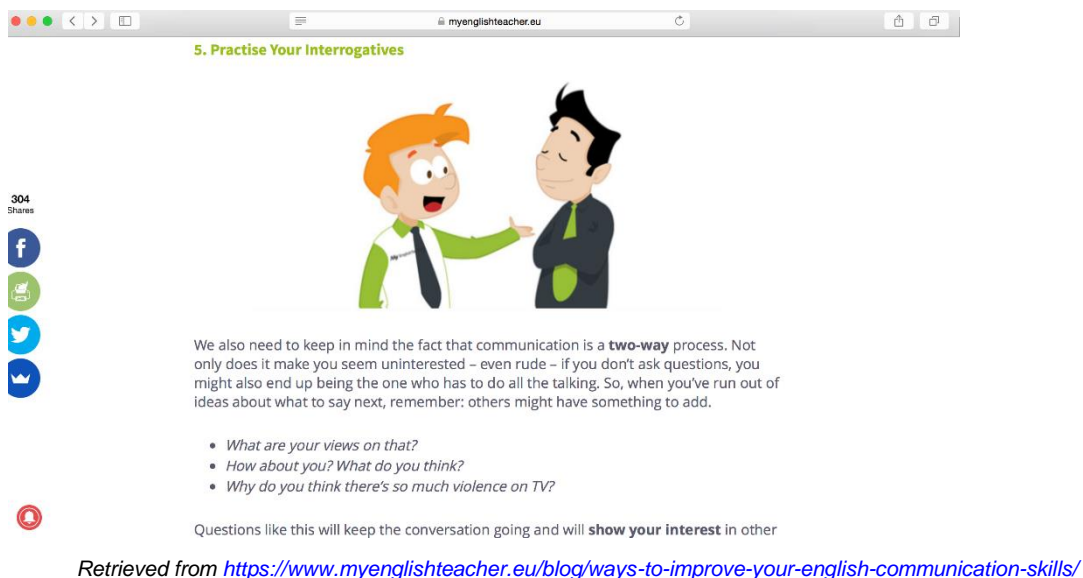 myenglishteacher.eu
5. Practise Your Interrogatives
304
Shares
We also need to keep in mind the fact that communication is a two-way process. Not
only does it make you seem uninterested – even rude – if you don't ask questions, you
might also end up being the one who has to do all the talking. So, when you've run out of
ideas about what to say next, remember: others might have something to add.
• What are your views on that?
• How about you? What do you think?
• Why do you think there's so much violence on TV?
Questions like this will keep the conversation going and will show your interest in other
Retrieved from https://www.myenglishteacher.eu/blog/ways-to-improve-your-english-communication-skills/